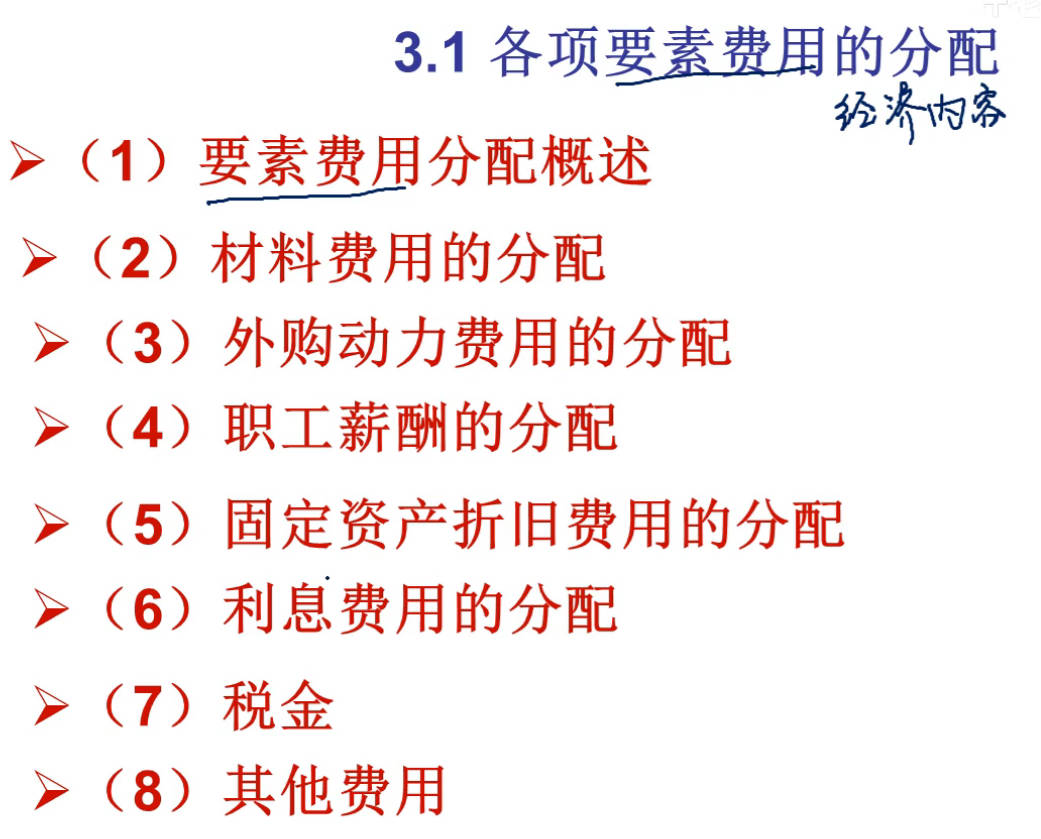 3.1 各项要素费用的分配
经济内容
➢（1）要素费用分配概述
➢（2）材料费用的分配
➢（3）外购动力费用的分配
➢（4）职工薪酬的分配
➢（5）固定资产折旧费用的分配
➢（6）利息费用的分配
➢（7）税金
➢（8）其他费用